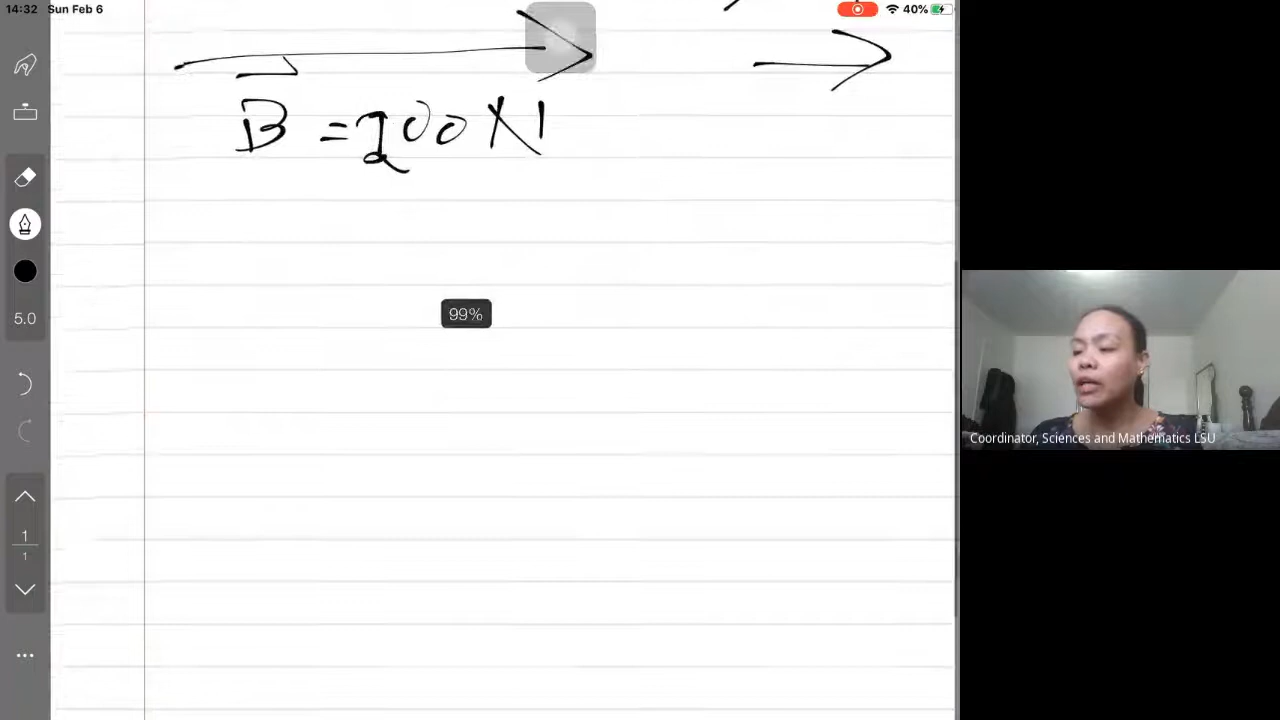 14:32 Sun Feb 6
40%
B = 200 N
99%
5.0
1
1
Coordinator, Sciences and Mathematics LSU